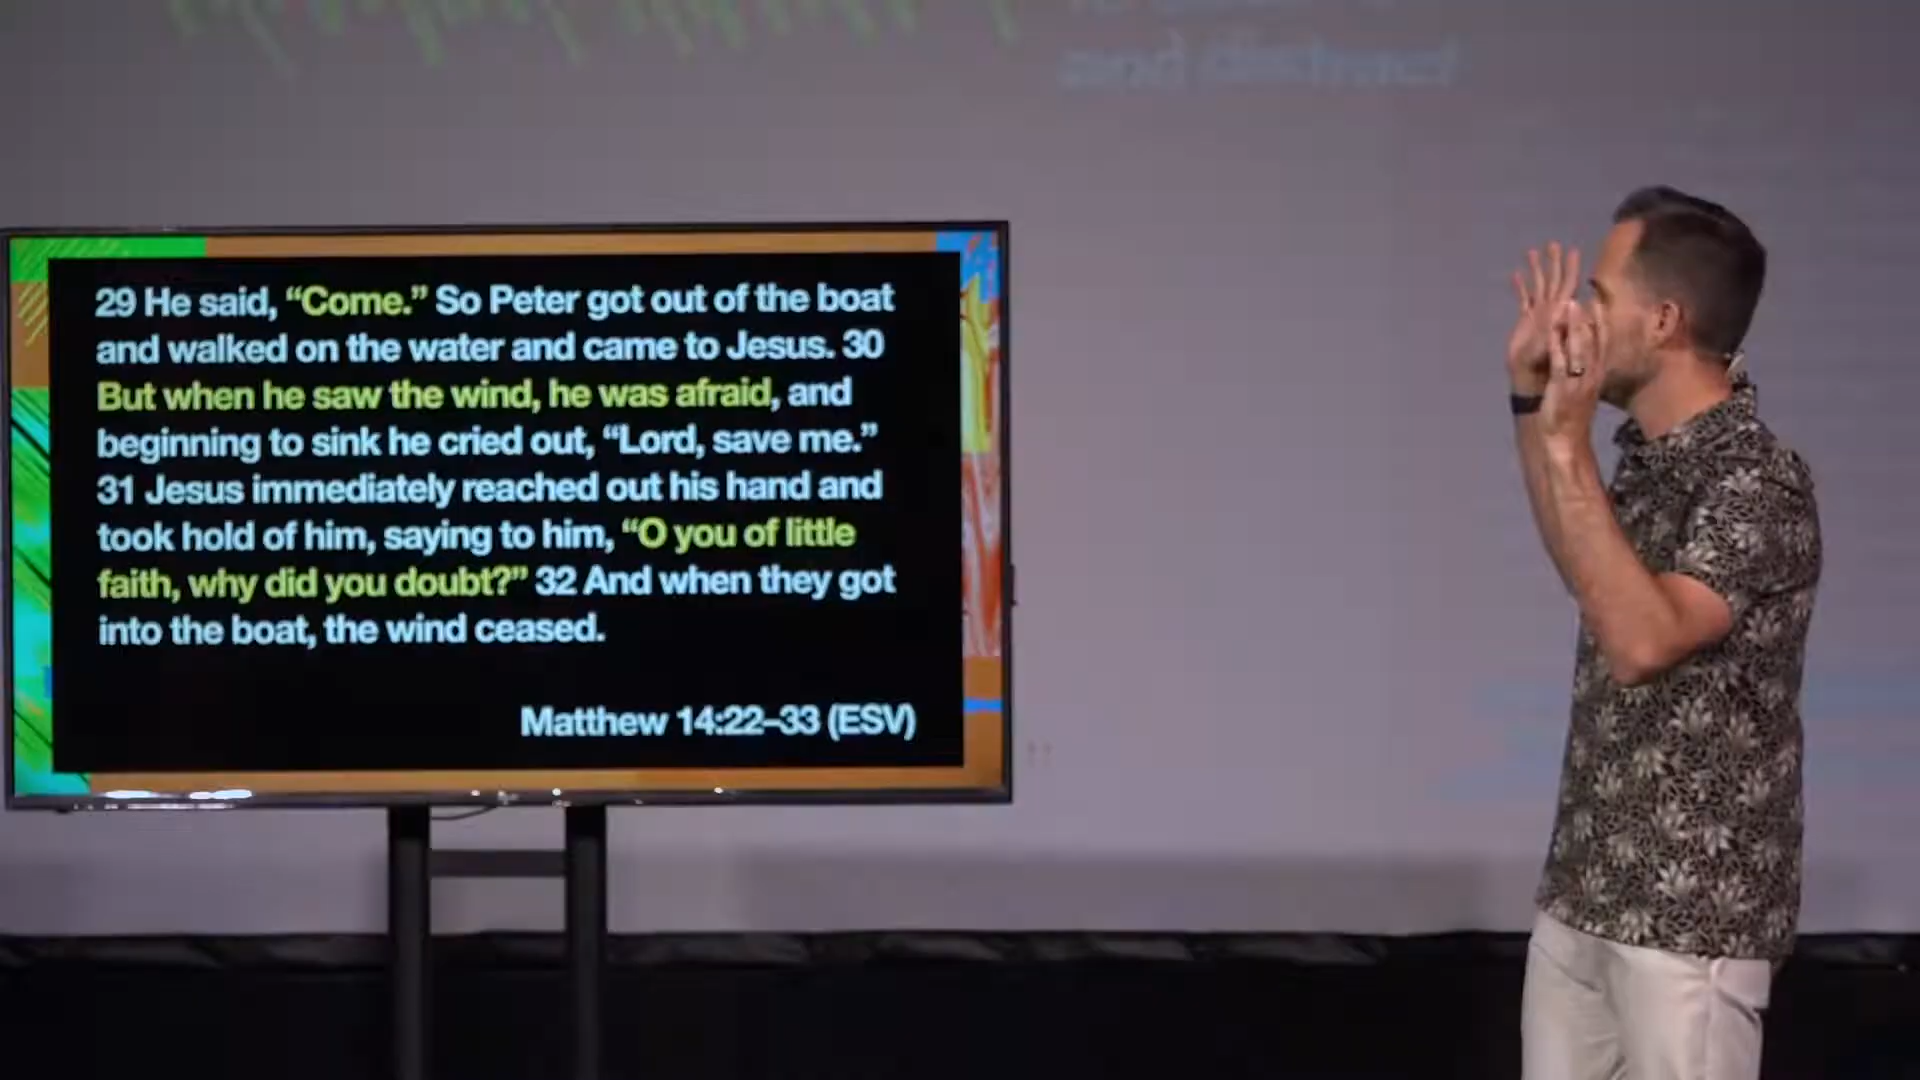 29 He said, “Come.” So Peter got out of the boat
and walked on the water and came to Jesus. 30
But when he saw the wind, he was afraid, and
beginning to sink he cried out, “Lord, save me.”
31 Jesus immediately reached out his hand and
took hold of him, saying to him, “O you of little
faith, why did you doubt?” 32 And when they got
into the boat, the wind ceased.
Matthew 14:22–33 (ESV)